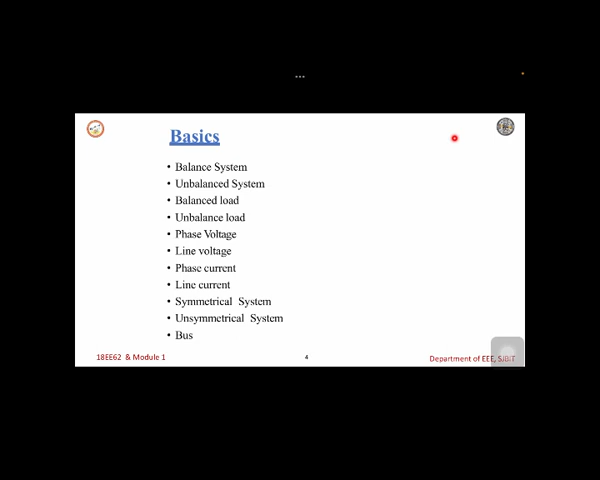 Basics
• Balance System
• Unbalanced System
• Balanced load
• Unbalance load
• Phase Voltage
• Line voltage
• Phase current
• Line current
• Symmetrical System
• Unsymmetrical System
• Bus
18EE62 & Module 1
4
Department of EEE, SJBIT